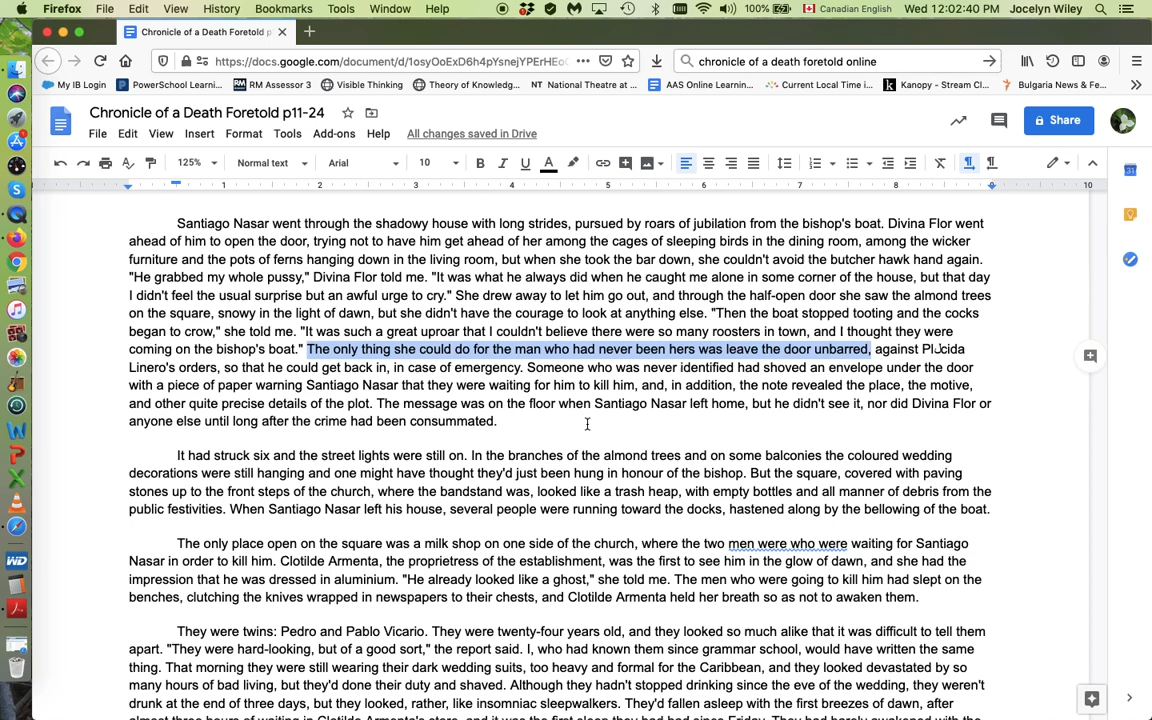 Firefox File Edit View History Bookmarks Tools Window Help 100% Canadian English Wed 12:02:40 PM Jocelyn Wiley
Chronicle of a Death Foretold p
https://docs.google.com/document/d/1osyOoExD6h4pYsnejYPErHEo chronicle of a death foretold online
My IB Login PowerSchool Learni... RM Assessor 3 Visible Thinking Theory of Knowledg... NT National Theatre at ... AAS Online Learnin... Current Local Time i... Kanopy - Stream Cl... Bulgaria News & Fe...
Chronicle of a Death Foretold p11-24
File Edit View Insert Format Tools Add-ons Help All changes saved in Drive
Share
125% Normal text Arial 10
1 2 3 4 5 6 7 8 9 10
Santiago Nasar went through the shadowy house with long strides, pursued by roars of jubilation from the bishop's boat. Divina Flor went
ahead of him to open the door, trying not to have him get ahead of her among the cages of sleeping birds in the dining room, among the wicker
furniture and the pots of ferns hanging down in the living room, but when she took the bar down, she couldn't avoid the butcher hawk hand again.
"He grabbed my whole pussy," Divina Flor told me. "It was what he always did when he caught me alone in some corner of the house, but that day
I didn't feel the usual surprise but an awful urge to cry." She drew away to let him go out, and through the half-open door she saw the almond trees
on the square, snowy in the light of dawn, but she didn't have the courage to look at anything else. "Then the boat stopped tooting and the cocks
began to crow," she told me. "It was such a great uproar that I couldn't believe there were so many roosters in town, and I thought they were
coming on the bishop's boat." The only thing she could do for the man who had never been hers was leave the door unbarred, against
Linero's orders, so that he could get back in, in case of emergency. Someone who was never identified had shoved an envelope under the door
with a piece of paper warning Santiago Nasar that they were waiting for him to kill him, and, in addition, the note revealed the place, the motive,
and other quite precise details of the plot. The message was on the floor when Santiago Nasar left home, but he didn't see it, nor did Divina Flor or
anyone else until long after the crime had been consummated.
It had struck six and the street lights were still on. In the branches of the almond trees and on some balconies the coloured wedding
decorations were still hanging and one might have thought they'd just been hung in honour of the bishop. But the square, covered with paving
stones up to the front steps of the church, where the bandstand was, looked like a trash heap, with empty bottles and all manner of debris from the
public festivities. When Santiago Nasar left his house, several people were running toward the docks, hastened along by the bellowing of the boat.
The only place open on the square was a milk shop on one side of the church, where the two men were who were waiting for Santiago
Nasar in order to kill him. Clotilde Armenta, the proprietress of the establishment, was the first to see him in the glow of dawn, and she had the
impression that he was dressed in aluminium. "He already looked like a ghost," she told me. The men who were going to kill him had slept on the
benches, clutching the knives wrapped in newspapers to their chests, and Clotilde Armenta held her breath so as not to awaken them.
They were twins: Pedro and Pablo Vicario. They were twenty-four years old, and they looked so much alike that it was difficult to tell them
apart. "They were hard-looking, but of a good sort," the report said. I, who had known them since grammar school, would have written the same
thing. That morning they were still wearing their dark wedding suits, too heavy and formal for the Caribbean, and they looked devastated by so
many hours of bad living, but they'd done their duty and shaved. Although they hadn't stopped drinking since the eve of the wedding, they weren't
drunk at the end of three days, but they looked, rather, like insomniac sleepwalkers. They'd fallen asleep with the first breezes of dawn, after
almost three hours of waiting in Clotilde Armenta's store, and it was the first sleep they had had since Friday. They had barely awakened with the